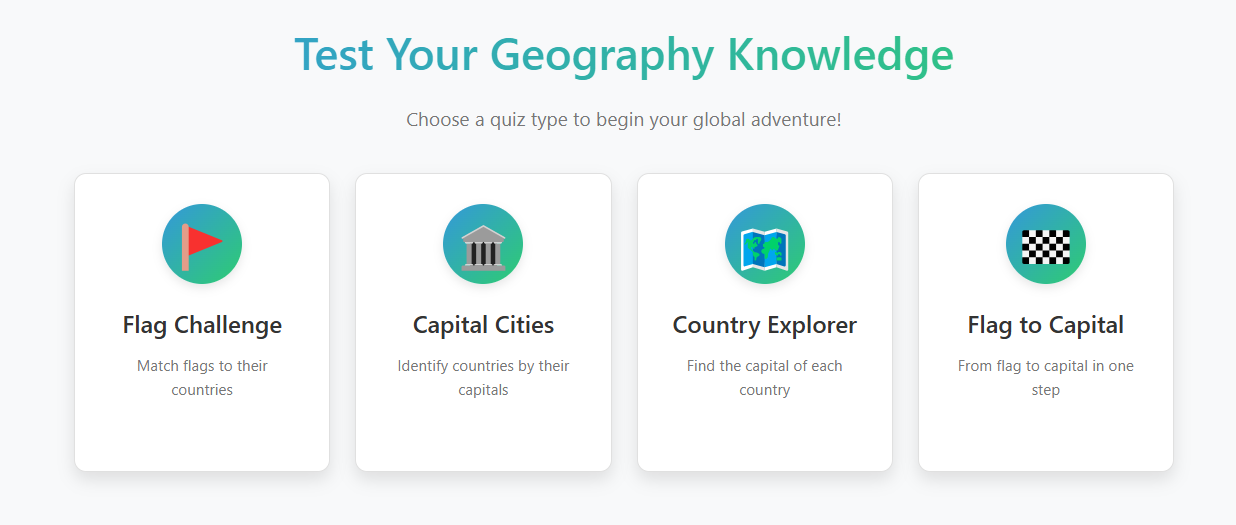 Test Your Geography Knowledge
Choose a quiz type to begin your global adventure!
Flag Challenge
Match flags to their
countries
Capital Cities
Identify countries by their
capitals
Country Explorer
Find the capital of each
country
Flag to Capital
From flag to capital in one
step